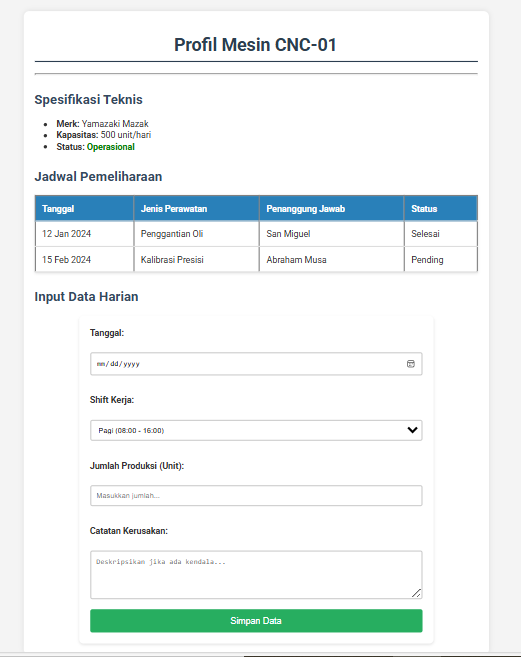 Profil Mesin CNC-01
Spesifikasi Teknis
Merk: Yamazaki Mazak
Kapasitas: 500 unit/hari
Status: Operasional
Jadwal Pemeliharaan
Tanggal Jenis Perawatan Penanggung Jawab Status
12 Jan 2024 Penggantian Oli San Miguel Selesai
15 Feb 2024 Kalibrasi Presisi Abraham Musa Pending
Input Data Harian
Tanggal:
mm/dd/yyyy
Shift Kerja:
Pagi (08:00 - 16:00)
Jumlah Produksi (Unit):
Masukkan jumlah...
Catatan Kerusakan:
Deskripsikan jika ada kendala...
Simpan Data